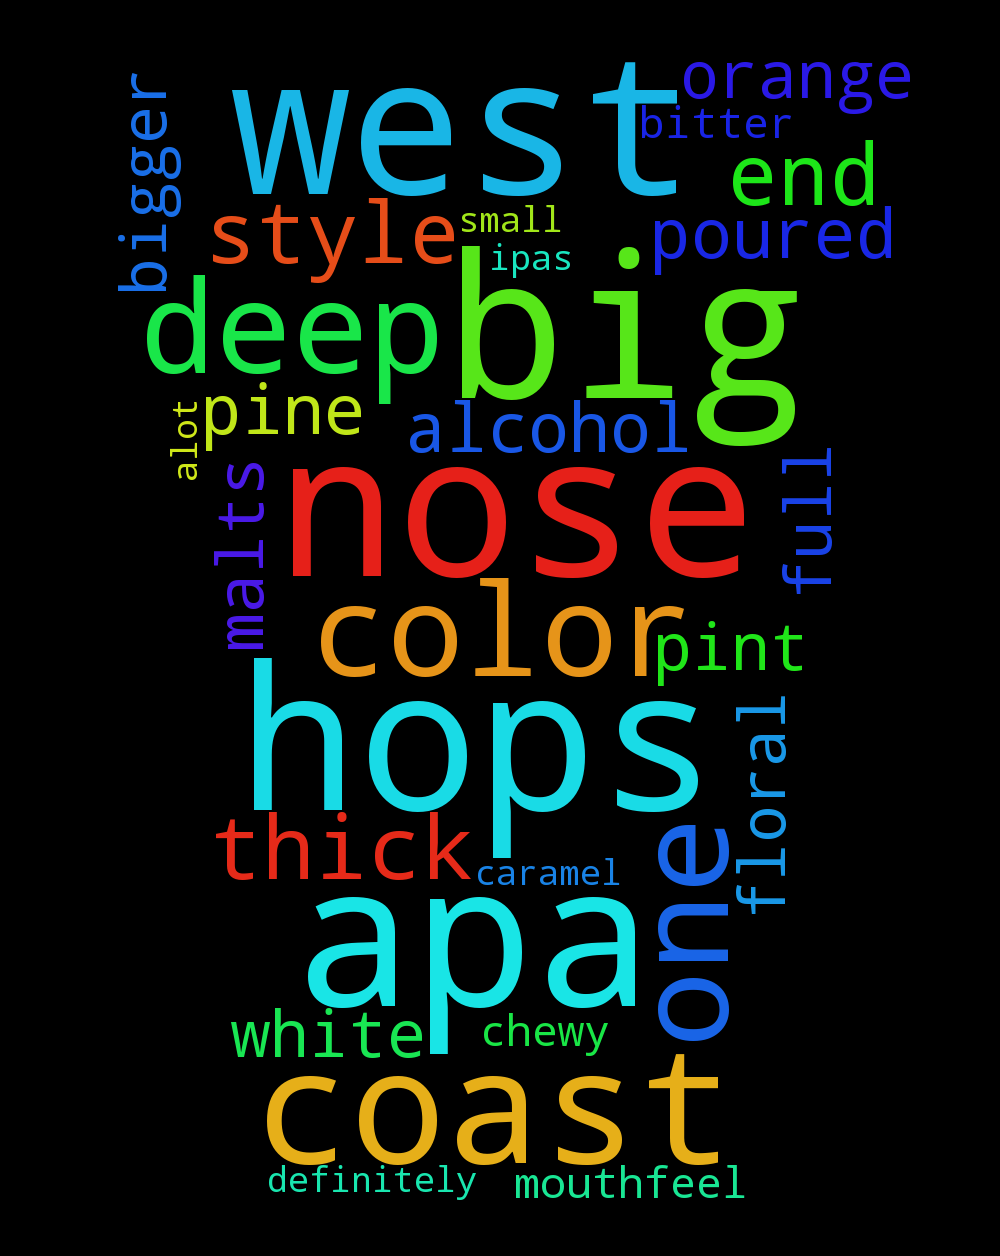 west
orange
bitter
bigger
end
style
small
poured
ipas
big
deep
pine
alcohol
alot
nose
full
malts
color
pint
hops
floral
thick
caramel
one
apa
white
chewy
coast
definitely
mouthfeel